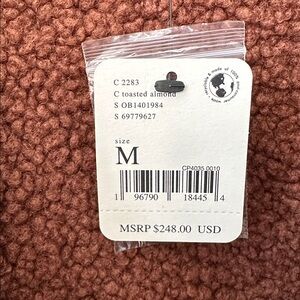 C 2283
C toasted almond
S OB1401984
S 69779627
size
M
CP4035 0010
1 96790 18445 4
MSRP $248.00 USD